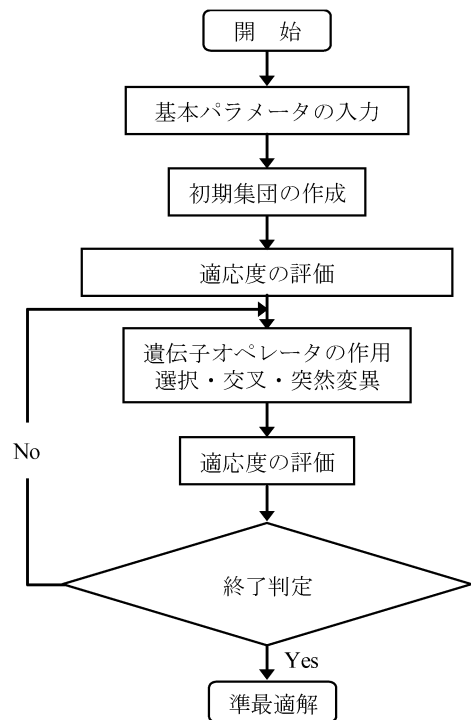 開 始
基本パラメータの入力
初期集団の作成
適応度の評価
遺伝子オペレータの作用
選択・交叉・突然変異
No
適応度の評価
終了判定
Yes
準最適解